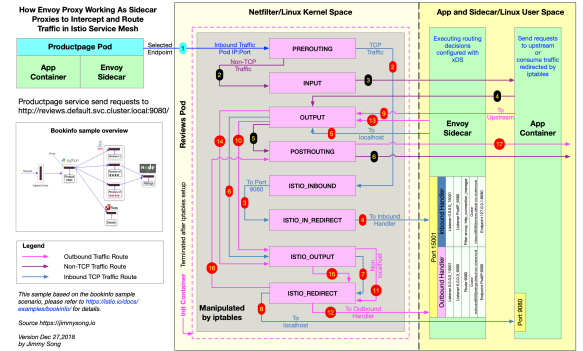 How Envoy Proxy Working As Sidecar
Proxies to Intercept and Route
Traffic in Istio Service Mesh
Productpage Pod
App
Container
Envoy
Sidecar
Selected
Endpoint
Productpage service send requests to
http://reviews.default.svc.cluster.local:9080/
Bookinfo sample overview
Legend
Outbound Traffic Route
Non-TCP Traffic Route
Inbound TCP Traffic Route
This sample based on the bookinfo sample
scenario, please refer to https://istio.io/docs/
examples/bookinfo/ for details.
Source https://jimmysong.io
Version Dec 27,2018
by Jimmy Song
Netfilter/Linux Kernel Space
App and Sidecar/Linux User Space
Reviews Pod
Init Container
Terminated after iptables setup
1
Inbound Traffic
Pod IP:Port
PREROUTING
TCP
Traffic
2
Non-TCP
Traffic
2
INPUT
3
4
OUTPUT
9
13
To
Upstream
5
To
localhost
14
10
5
POSTROUTING
17
6
ISTIO_INBOUND
6
To Port
9080
3
ISTIO_IN_REDIRECT
4
To Inbound
Handler
ISTIO_OUTPUT
15
7
Non
localhost
16
11
ISTIO_REDIRECT
12
To Outbound
Handler
8
To
localhost
Manipulated
by iptables
Executing routing
decisions
configured with
xDS
Send requests
to upstream
or consume traffic
redirected by
iptables
Envoy
Sidecar
App
Container
Port 15001
Inbound Handler
Outbound Handler
Port 9080